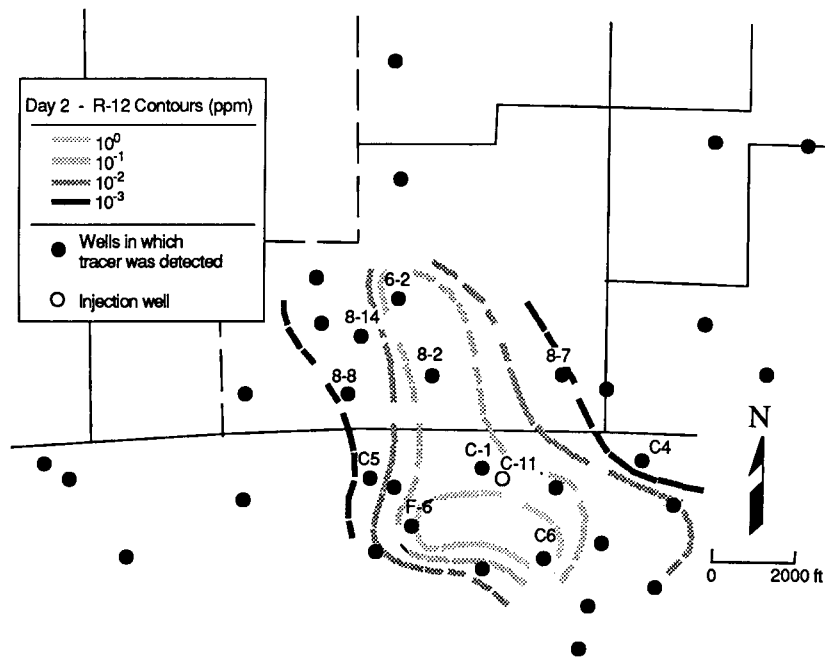 Day 2 - R-12 Contours (ppm)
10⁰
10⁻¹
10⁻²
10⁻³
Wells in which
tracer was detected
Injection well
6-2
8-14
8-2
8-7
8-8
C-1
C-11
C4
C5
F-6
C6
N
0 2000 ft